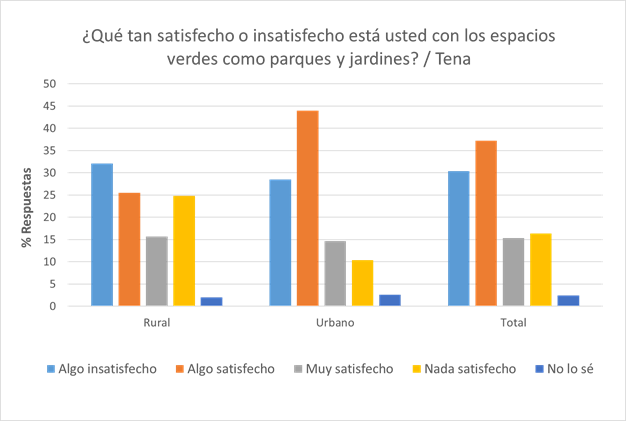 ¿Qué tan satisfecho o insatisfecho está usted con los espacios
verdes como parques y jardines? / Tena
% Respuestas
50
45
40
35
30
25
20
15
10
5
0
Rural Urbano Total
Algo insatisfecho Algo satisfecho Muy satisfecho Nada satisfecho No lo sé